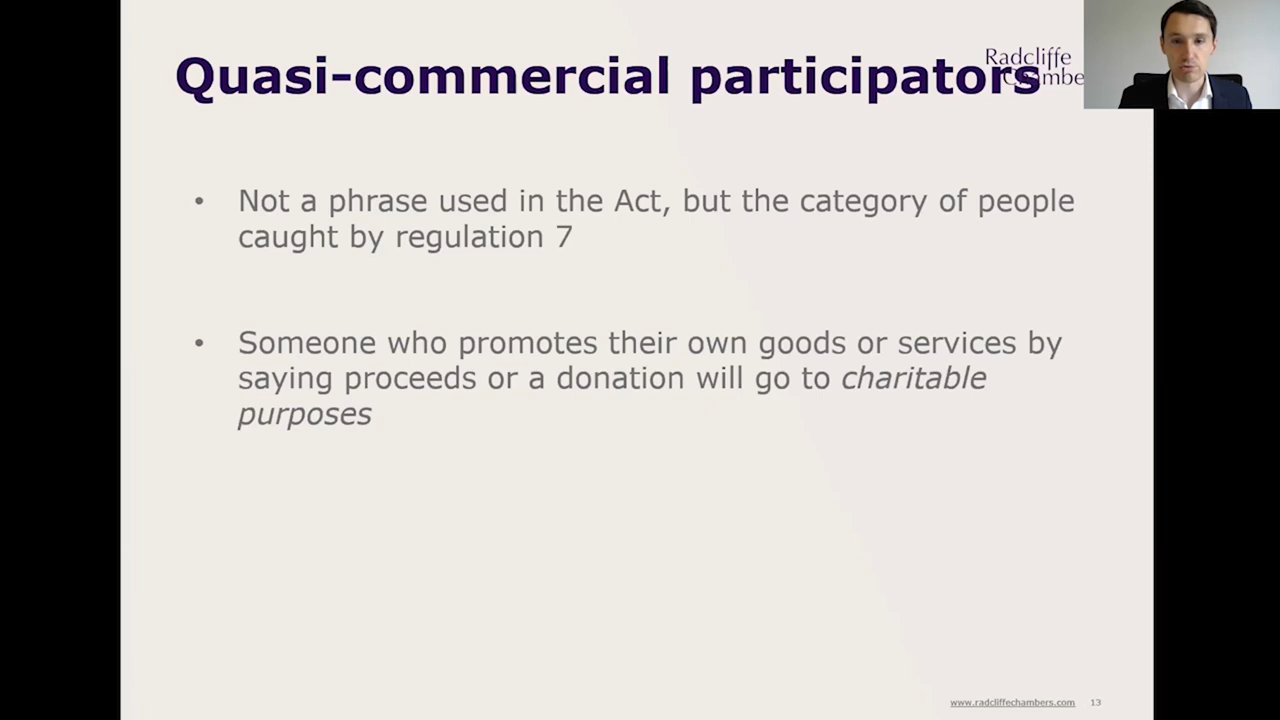 Quasi-commercial participators
Radcliffe
Chambe
• Not a phrase used in the Act, but the category of people
caught by regulation 7
• Someone who promotes their own goods or services by
saying proceeds or a donation will go to charitable
purposes
www.radcliffechambers.com 13